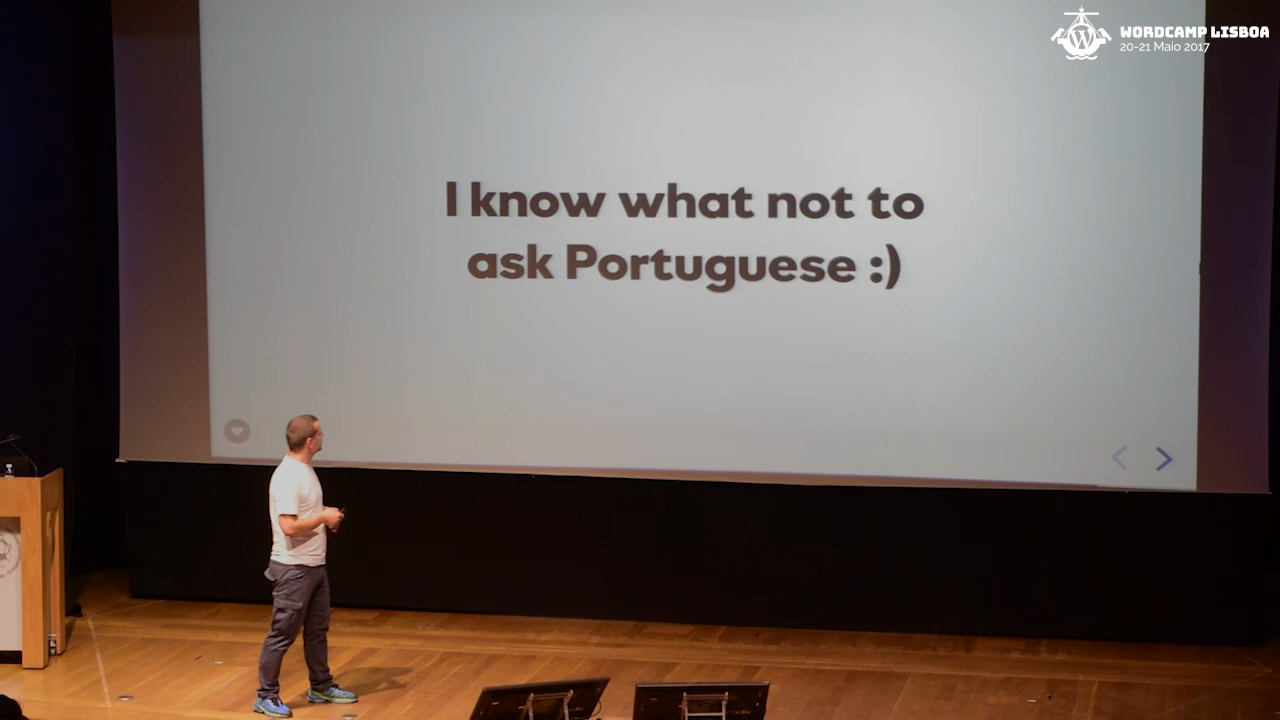 WORDCAMP LISBOA
20-21 Maio 2017
I know what not to
ask Portuguese :)